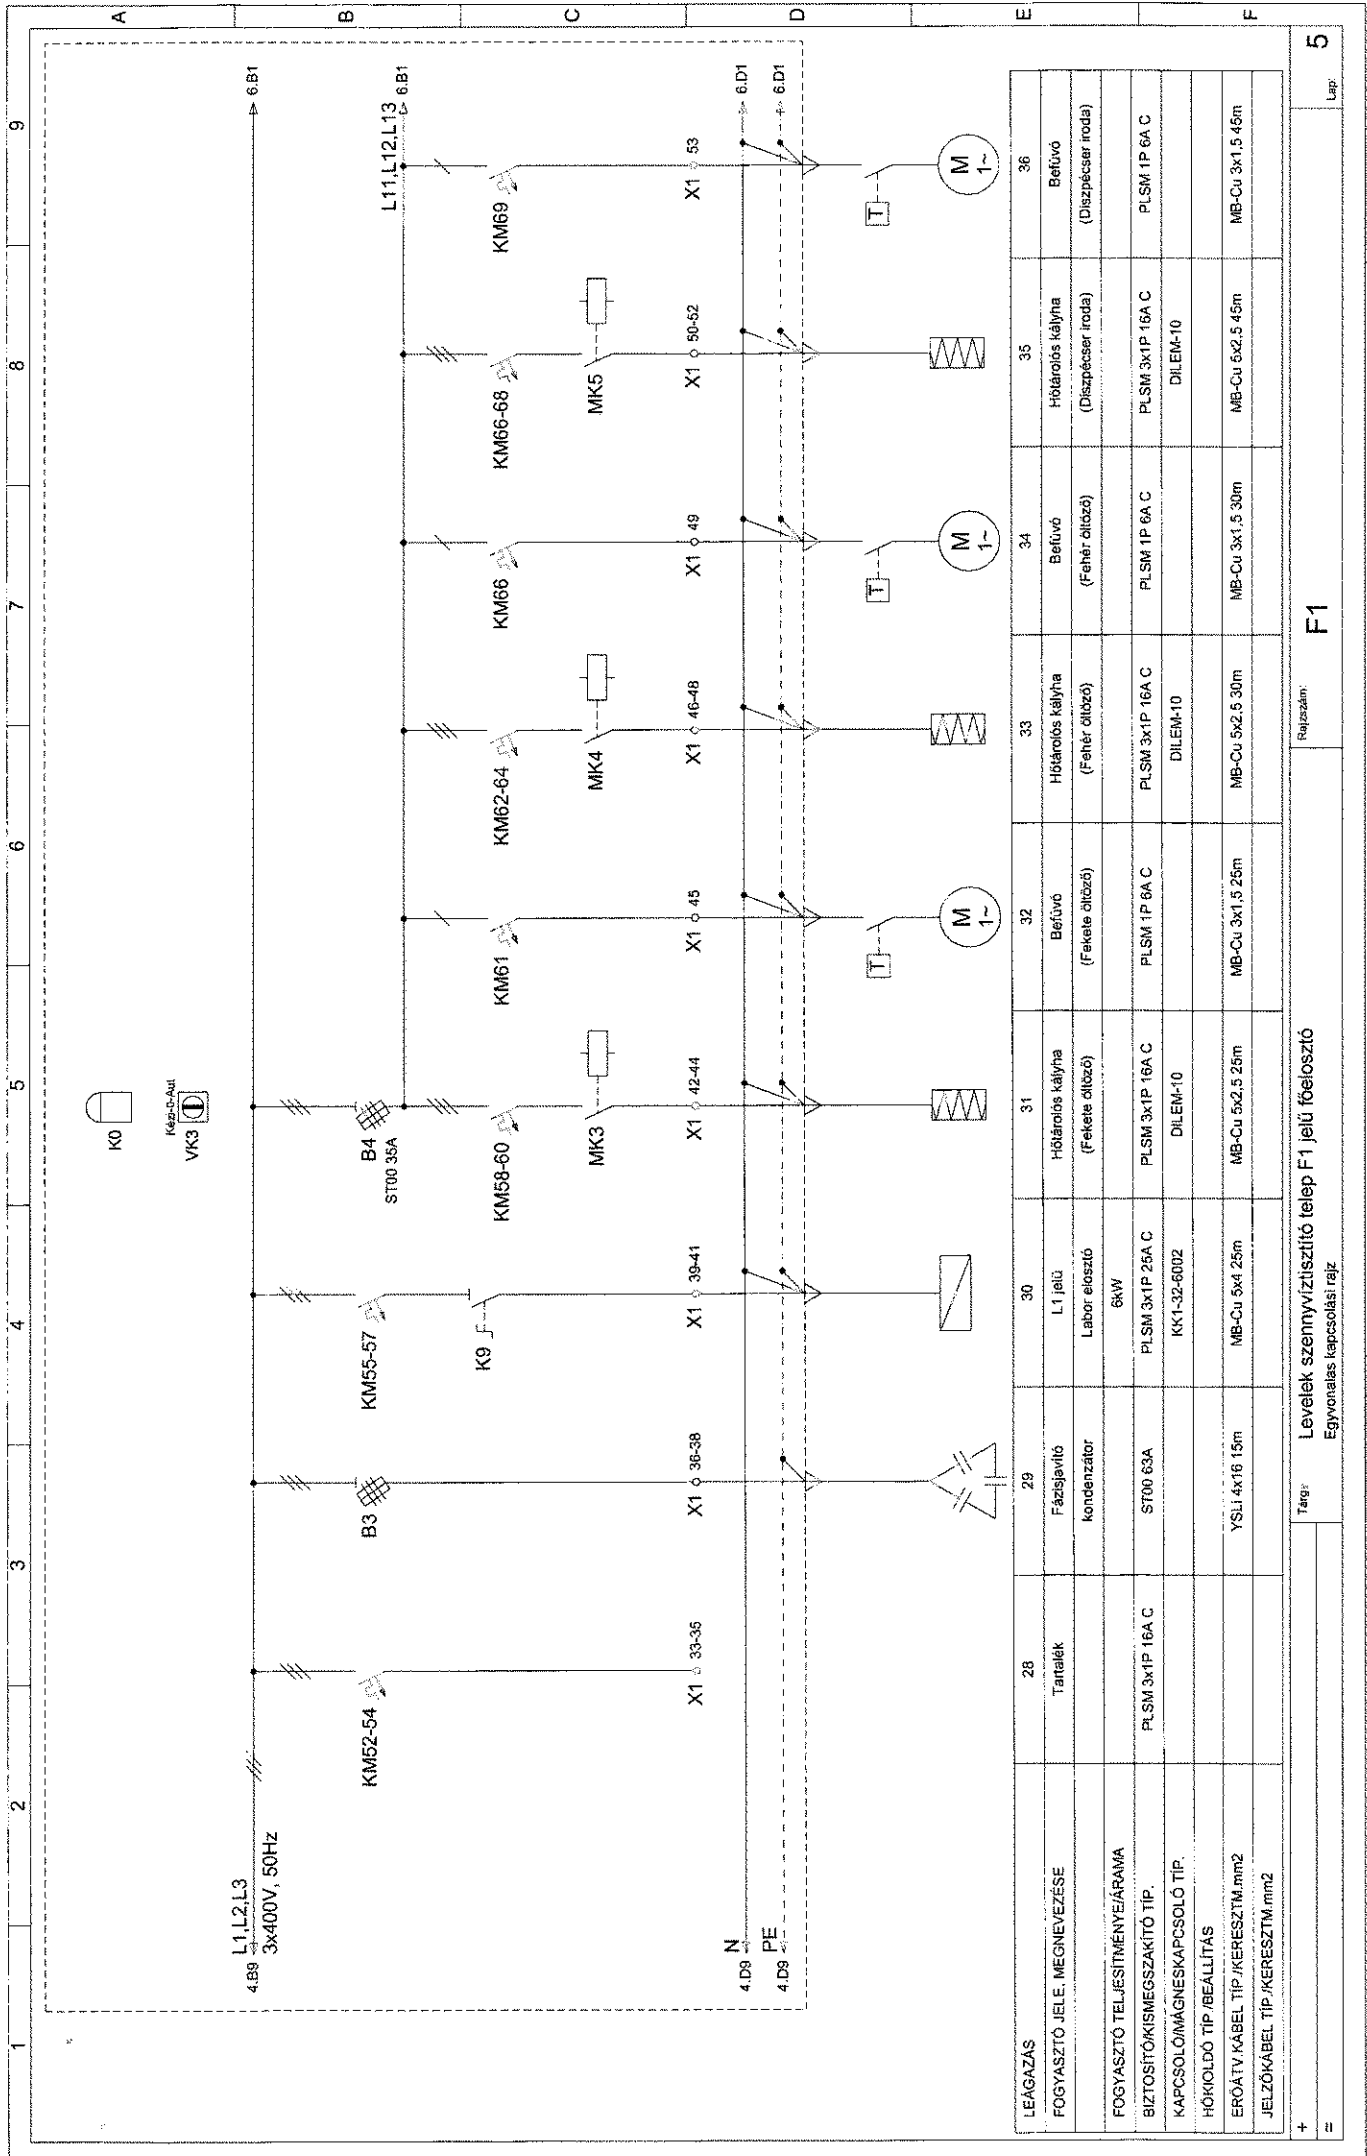 1 2 3 4 5 6 7 8 9
A
B
C
D
E
F
K0
Kézi-0-Aut
VK3
4.B9
L1,L2,L3
3x400V, 50Hz
6.B1
L11,L12,L13
6.B1
KM52-54
B3
KM55-57
K9
B4
ST00 35A
KM58-60
KM61
KM62-64
KM66
KM66-68
KM69
MK3
MK4
MK5
X1 33-35
X1 36-38
X1 39-41
X1 42-44
X1 45
X1 46-48
X1 49
X1 50-52
X1 53
N
4.D9
6.D1
PE
4.D9
6.D1
T
T
T
M
1~
M
1~
M
1~
LEÁGAZÁS 28 29 30 31 32 33 34 35 36
FOGYASZTÓ JELE, MEGNEVEZÉSE Tartalék Fázisjavító L1 jelű Hőtárolós kályha Befúvó Hőtárolós kályha Befúvó Hőtárolós kályha Befúvó
kondenzátor Labor elosztó (Fekete öltöző) (Fekete öltöző) (Fehér öltöző) (Fehér öltöző) (Diszpécser iroda) (Diszpécser iroda)
FOGYASZTÓ TELJESÍTMÉNYE/ÁRAMA 6kW
BIZTOSÍTÓ/KISMEGSZAKÍTÓ TÍP. PLSM 3x1P 16A C ST00 63A PLSM 3x1P 25A C PLSM 3x1P 16A C PLSM 1P 6A C PLSM 3x1P 16A C PLSM 1P 6A C PLSM 3x1P 16A C PLSM 1P 6A C
KAPCSOLÓ/MÁGNESKAPCSOLÓ TÍP. KK1-32-6002 DILEM-10 DILEM-10 DILEM-10
HŐKIOLDÓ TÍP./BEÁLLÍTÁS
ERŐÁTV.KÁBEL TÍP./KERESZTM.mm2 YSLI 4x16 15m MB-Cu 5x4 25m MB-Cu 5x2,5 25m MB-Cu 3x1,5 25m MB-Cu 5x2,5 30m MB-Cu 3x1,5 30m MB-Cu 5x2,5 45m MB-Cu 3x1,5 45m
JELZŐKÁBEL TÍP./KERESZTM.mm2
+
=
Tárgy:
Levelek szennyvíztisztító telep F1 jelű főelosztó
Egyvonalas kapcsolási rajz
Rajzszám:
F1
Lap:
5